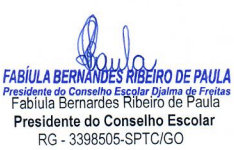 Paula
FABÍULA BERNARDES RIBEIRO DE PAULA
Presidente do Conselho Escolar Djalma de Freitas
Fabíula Bernardes Ribeiro de Paula
Presidente do Conselho Escolar
RG - 3398505-SPTC/GO